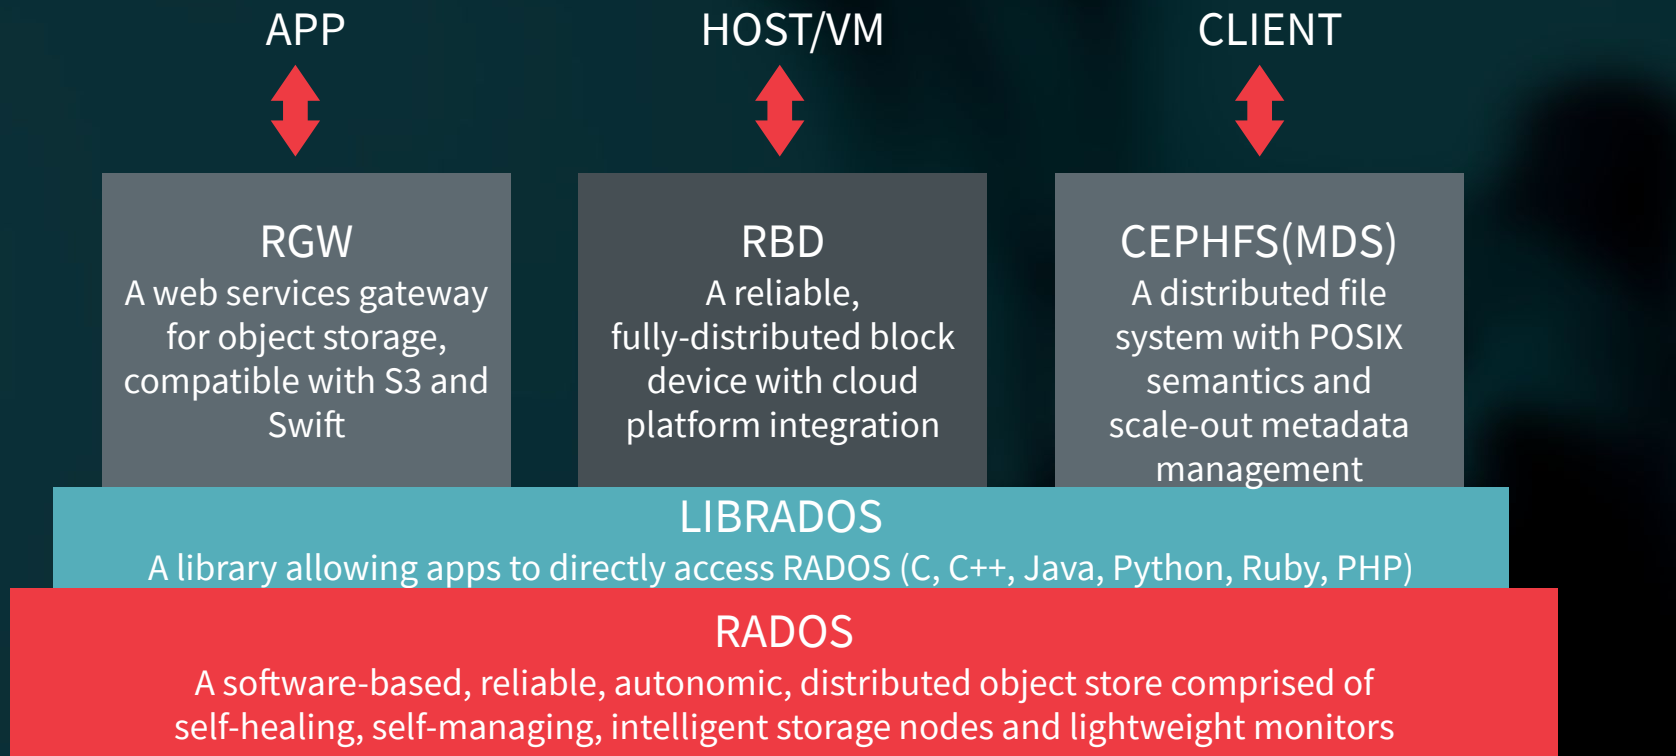 APP
HOST/VM
CLIENT
RGW
A web services gateway
for object storage,
compatible with S3 and
Swift
RBD
A reliable,
fully-distributed block
device with cloud
platform integration
CEPHFS(MDS)
A distributed file
system with POSIX
semantics and
scale-out metadata
management
LIBRADOS
A library allowing apps to directly access RADOS (C, C++, Java, Python, Ruby, PHP)
RADOS
A software-based, reliable, autonomic, distributed object store comprised of
self-healing, self-managing, intelligent storage nodes and lightweight monitors